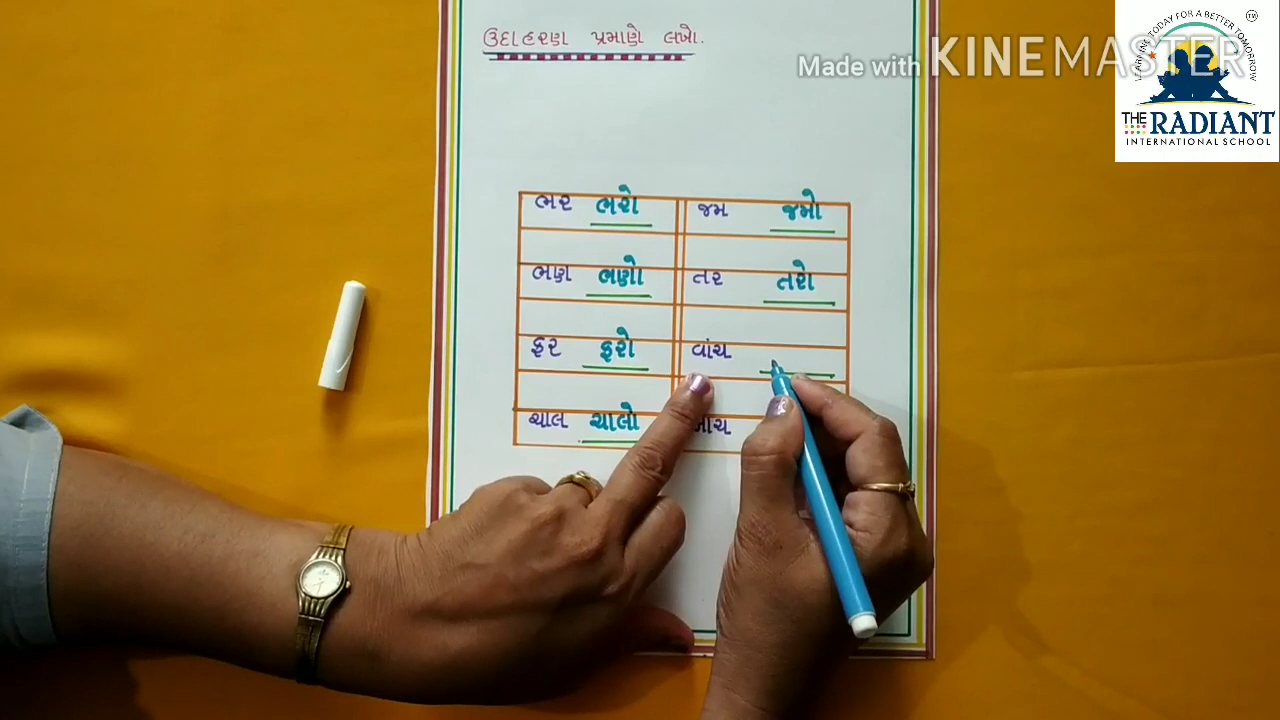 ઉદાહરણ પ્રમાણે લખો.
Made with KINEMASTER
LEARNING TODAY FOR A BETTER TOMORROW
TM
THE RADIANT
INTERNATIONAL SCHOOL
ભર ભરો જમ જમો
ભણ ભણો તર તરો
ફર ફરો વાંચ
ચાલ ચાલો